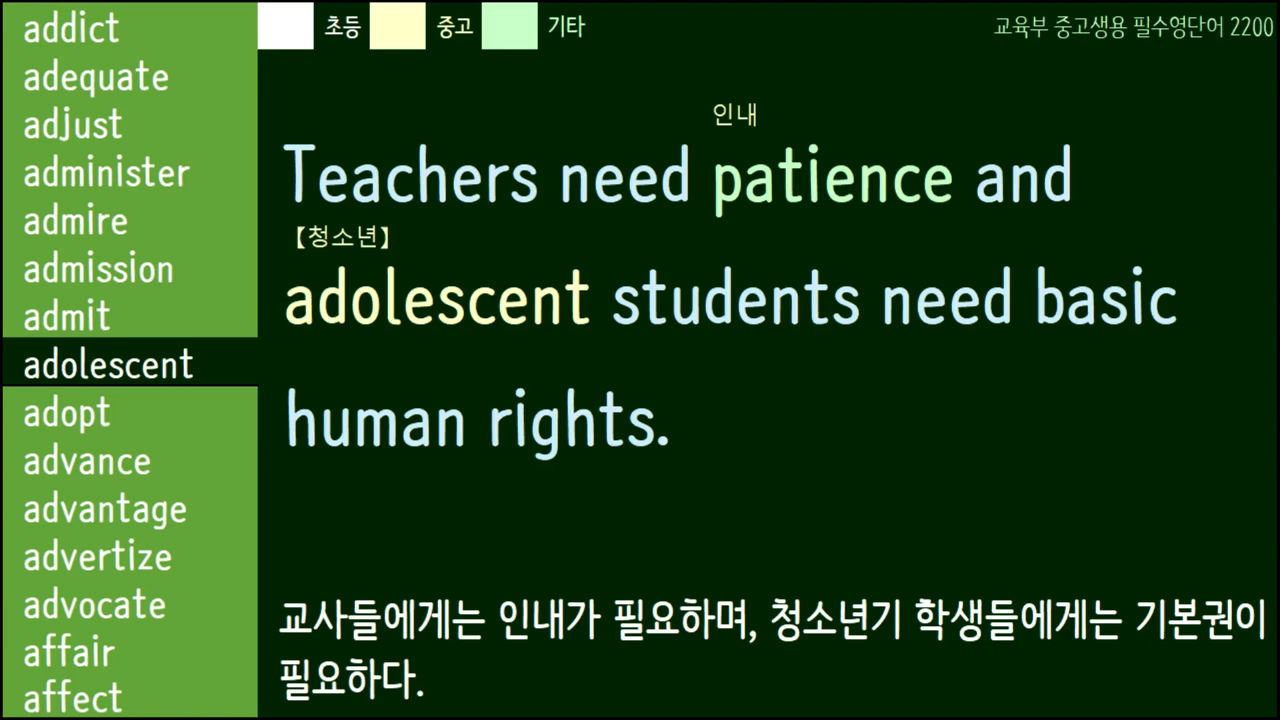 addict
adequate
adjust
administer
admire
admission
admit
adolescent
adopt
advance
advantage
advertize
advocate
affair
affect
초등 중고 기타
교육부 중고생용 필수영단어 2200
인내
Teachers need patience and
【청소년】
adolescent students need basic
human rights.
교사들에게는 인내가 필요하며, 청소년기 학생들에게는 기본권이
필요하다.